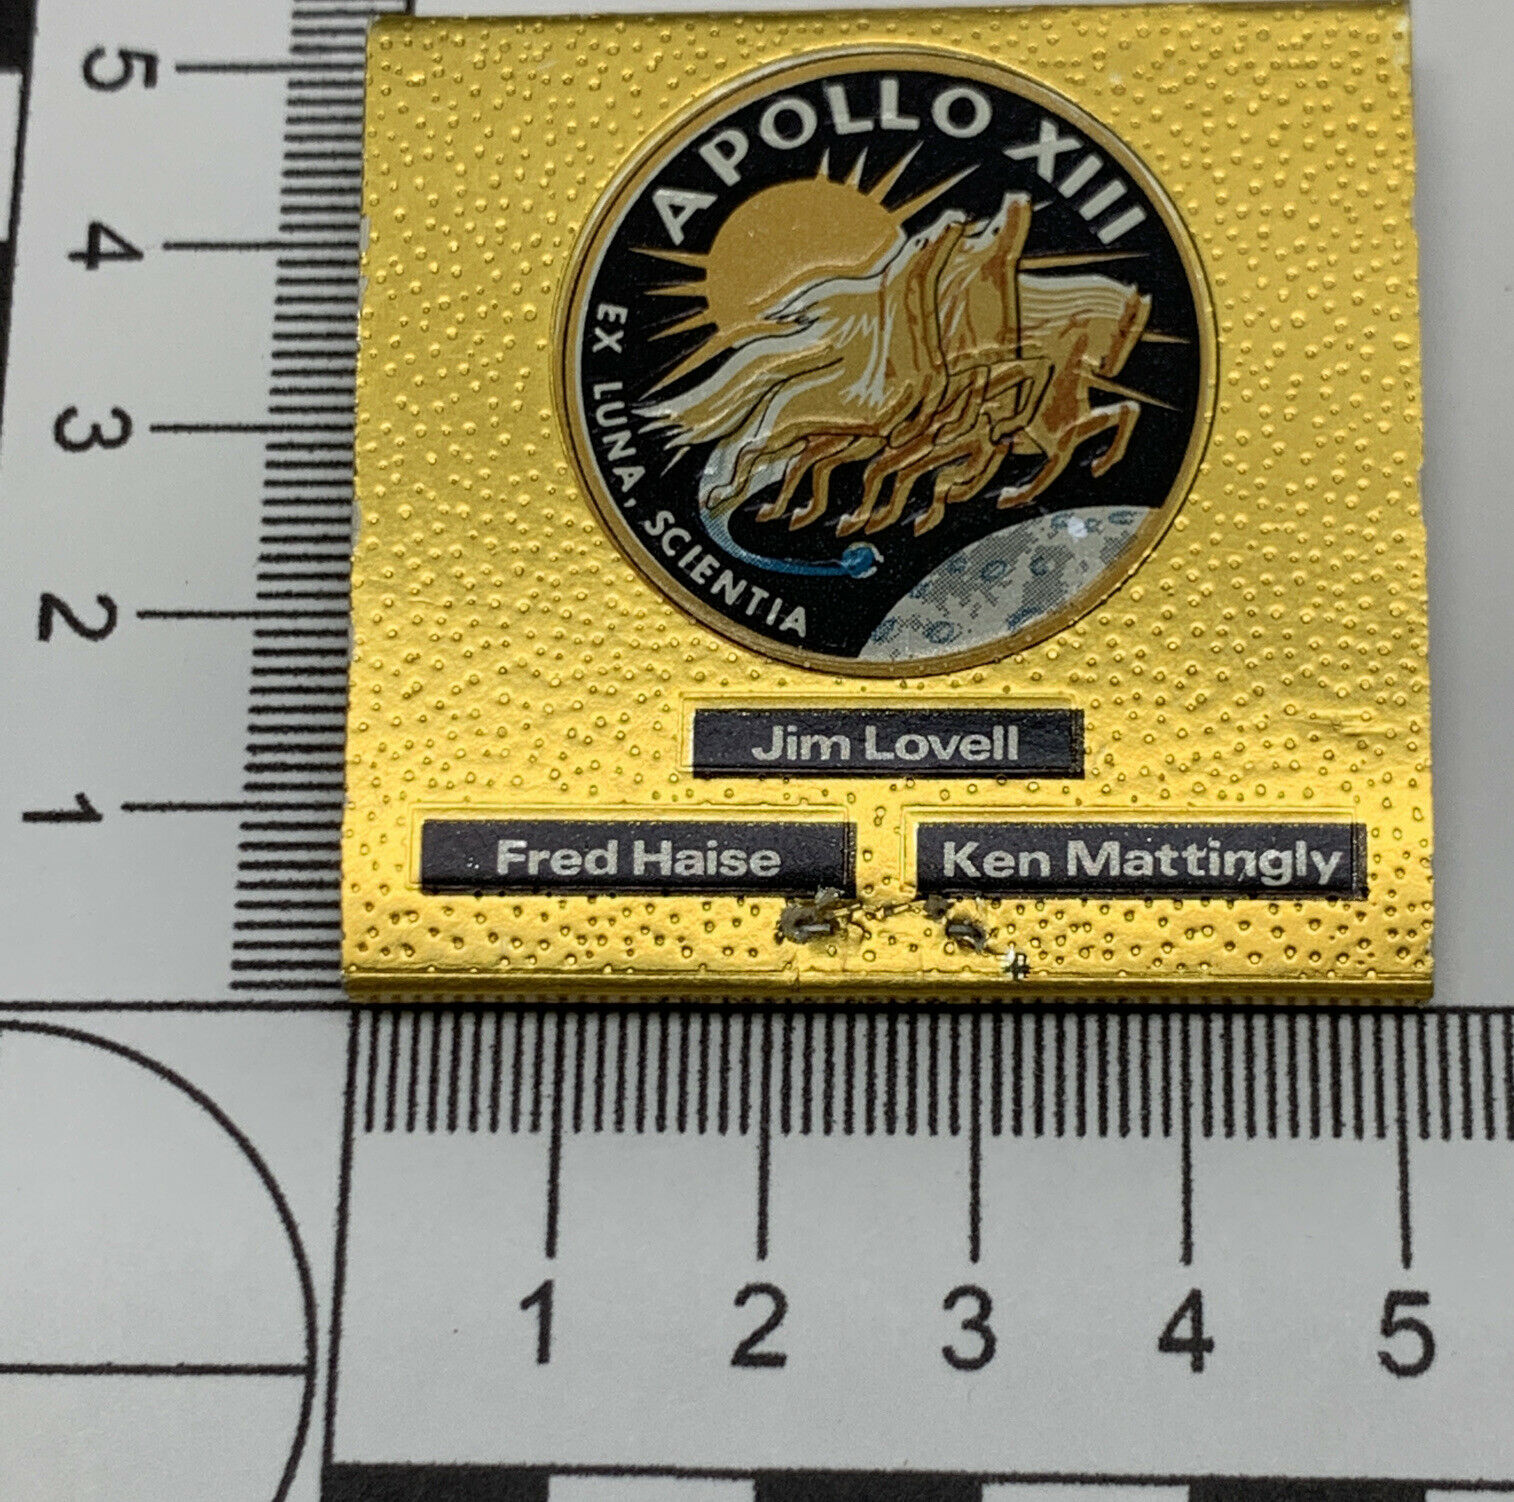 APOLLO XIII
EX LUNA, SCIENTIA
Jim Lovell
Fred Haise
Ken Mattingly
5
4
3
2
1
1 2 3 4 5